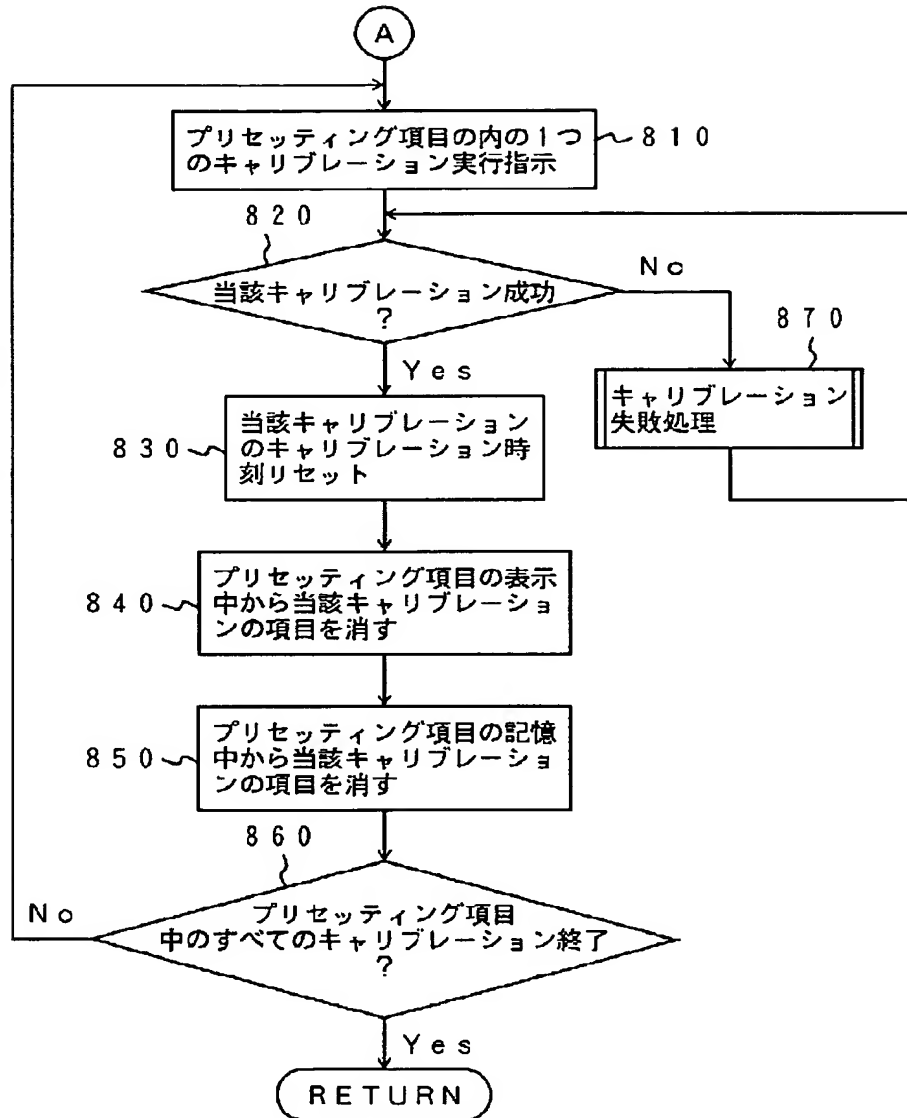 A
プリセッティング項目の内の1つ
のキャリブレーション実行指示
810
820
当該キャリブレーション成功
?
No
870
キャリブレーション
失敗処理
Yes
830
当該キャリブレーション
のキャリブレーション時
刻リセット
840
プリセッティング項目の表示
中から当該キャリブレーショ
ンの項目を消す
850
プリセッティング項目の記憶
中から当該キャリブレーショ
ンの項目を消す
860
プリセッティング項目
中のすべてのキャリブレーション終了
?
No
Yes
RETURN